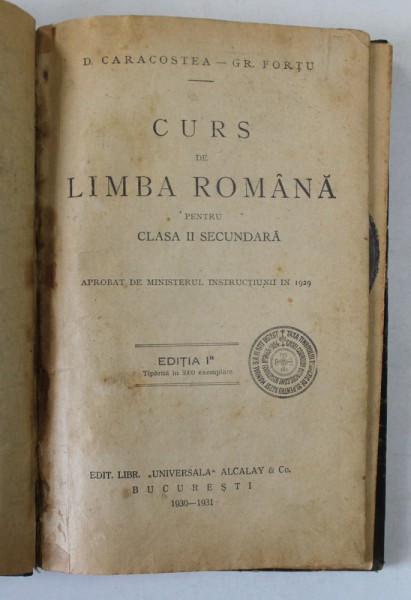 D. CARACOSTEA — GR. FORȚU
CURS
DE
LIMBA ROMÂNĂ
PENTRU
CLASA II SECUNDARĂ
APROBAT DE MINISTERUL INSTRUCȚIUNII IN 1929
EDIȚIA Iª
Tipărită în 3000 exemplare
EDIT. LIBR. „UNIVERSALA" ALCALAY & Co.
BUCUREȘTI
1930—1931